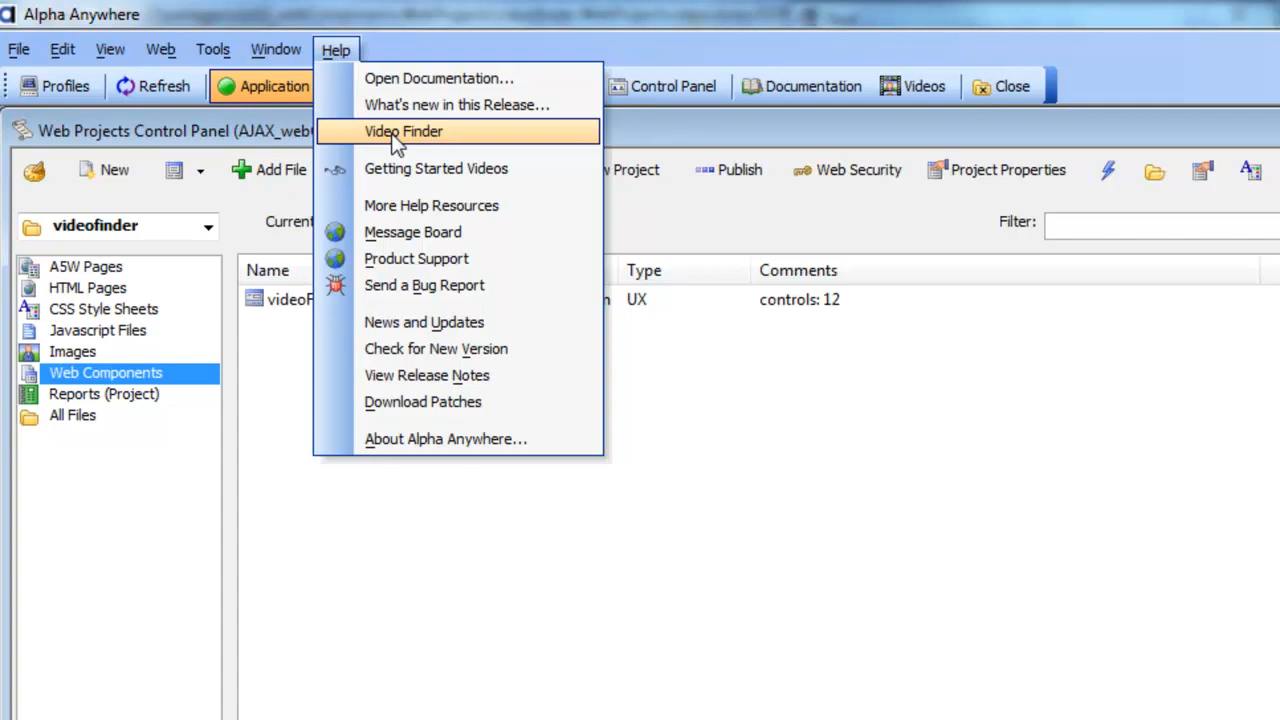 Alpha Anywhere
File Edit View Web Tools Window Help
Profiles Refresh Application Control Panel Documentation Videos Close
Open Documentation...
What's new in this Release...
Video Finder
Getting Started Videos
More Help Resources
Message Board
Product Support
Send a Bug Report
News and Updates
Check for New Version
View Release Notes
Download Patches
About Alpha Anywhere...
Web Projects Control Panel (AJAX_web
New Add File Project Publish Web Security Project Properties
videofinder Current Filter:
A5W Pages
HTML Pages
CSS Style Sheets
Javascript Files
Images
Web Components
Reports (Project)
All Files
Name Type Comments
videoF UX controls: 12